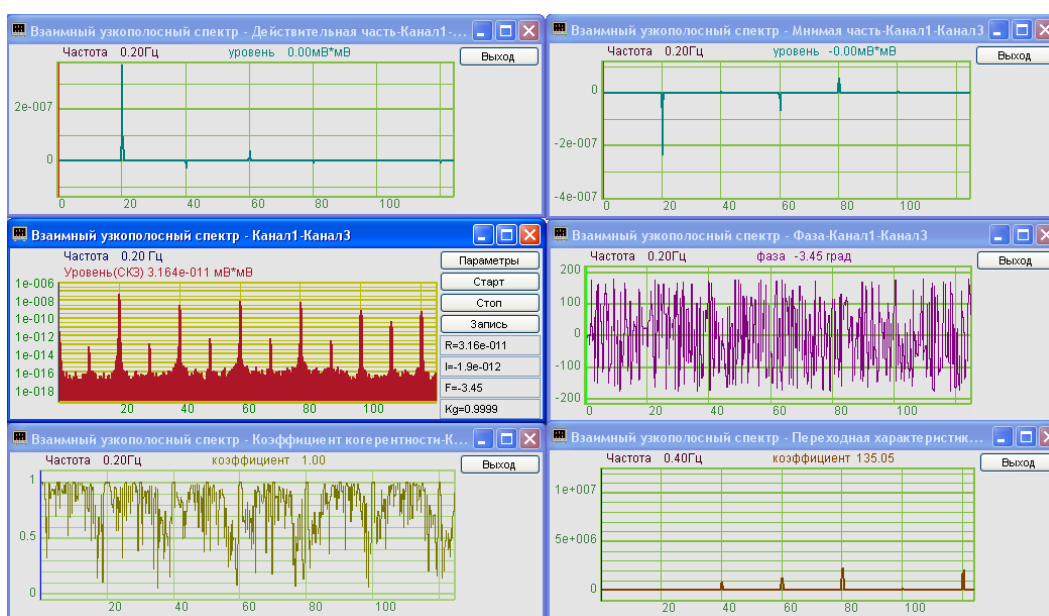 Взаимный узкополосный спектр - Действительная часть-Канал1-...
Частота 0.20Гц уровень 0.00мВ*мВ
Выход
2e-007
0
0 20 40 60 80 100
Взаимный узкополосный спектр - Мнимая часть-Канал1-Канал3
Частота 0.20Гц уровень -0.00мВ*мВ
Выход
0
-2e-007
-4e-007
0 20 40 60 80 100
Взаимный узкополосный спектр - Канал1-Канал3
Частота 0.20 Гц
Уровень(СКЗ) 3.164e-011 мВ*мВ
Параметры
Старт
Стоп
Запись
R=3.16e-011
I=-1.9e-012
F=-3.45
Kg=0.9999
1e-006
1e-008
1e-010
1e-012
1e-014
1e-016
1e-018
20 40 60 80 100
Взаимный узкополосный спектр - Фаза-Канал1-Канал3
Частота 0.20Гц фаза -3.45 град
Выход
200
100
0
-100
-200
0 20 40 60 80 100
Взаимный узкополосный спектр - Коэффициент когерентности-К...
Частота 0.20Гц коэффициент 1.00
Выход
1
0.5
0
20 40 60 80 100
Взаимный узкополосный спектр - Переходная характеристик...
Частота 0.40Гц коэффициент 135.05
Выход
1e+007
5e+006
0
20 40 60 80 100